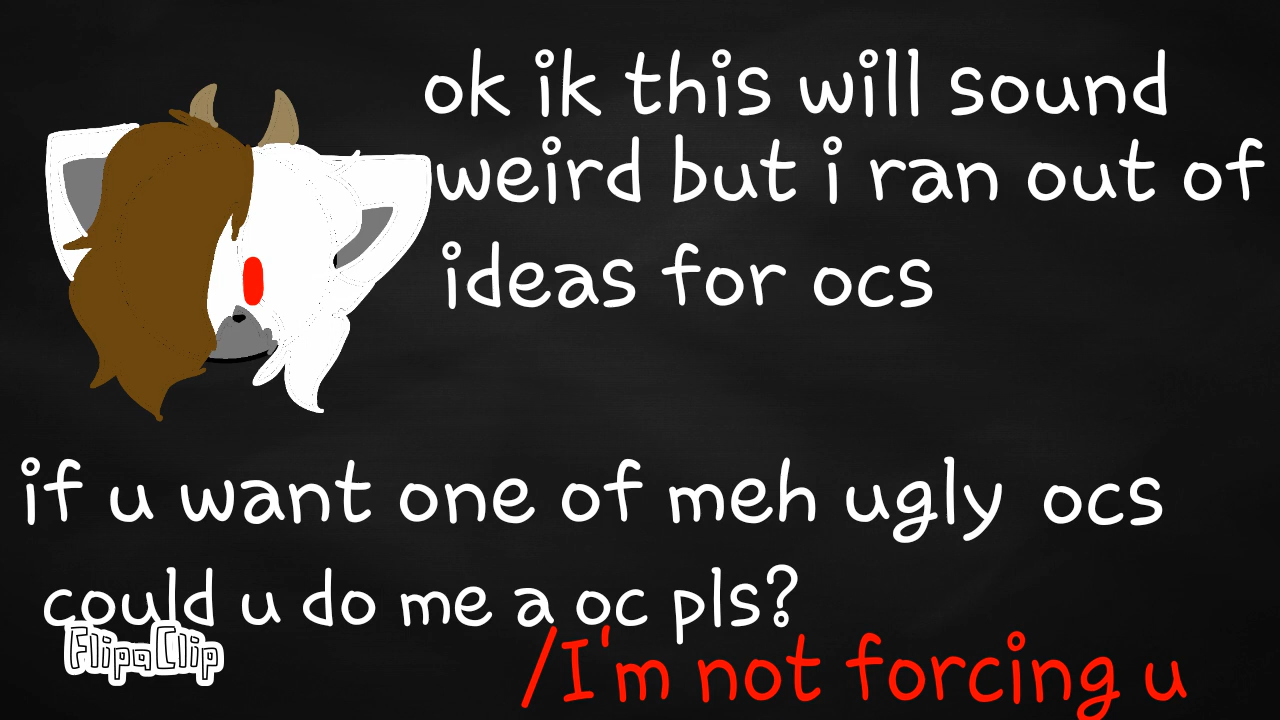 ok ik this will sound
weird but i ran out of
ideas for ocs
if u want one of meh ugly ocs
could u do me a oc pls?
FlipaClip
/I'm not forcing u